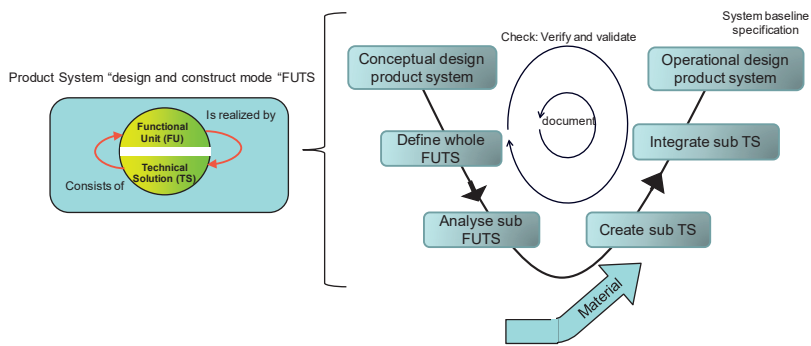 Product System “design and construct mode “FUTS
Is realized by
Functional
Unit (FU)
Technical
Solution (TS)
Consists of
Conceptual design
product system
Define whole
FUTS
Analyse sub
FUTS
Check: Verify and validate
document
System baseline
specification
Operational design
product system
Integrate sub TS
Create sub TS
Material